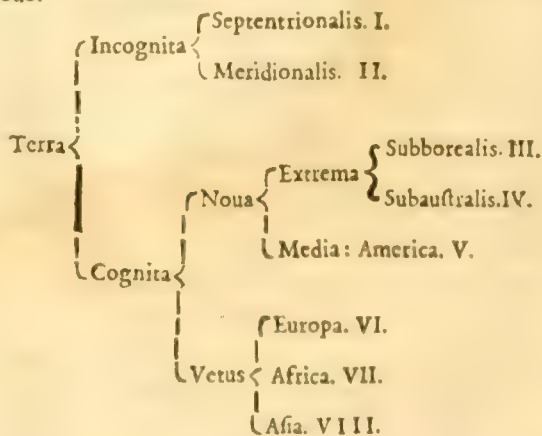 Septentrionalis. I.
Incognita
Meridionalis. II.
Terra
Subborealis. III.
Extrema
Noua
Subauſtralis. IV.
Media: America. V.
Cognita
Europa. VI.
Vetus
Africa. VII.
Aſia. VIII.